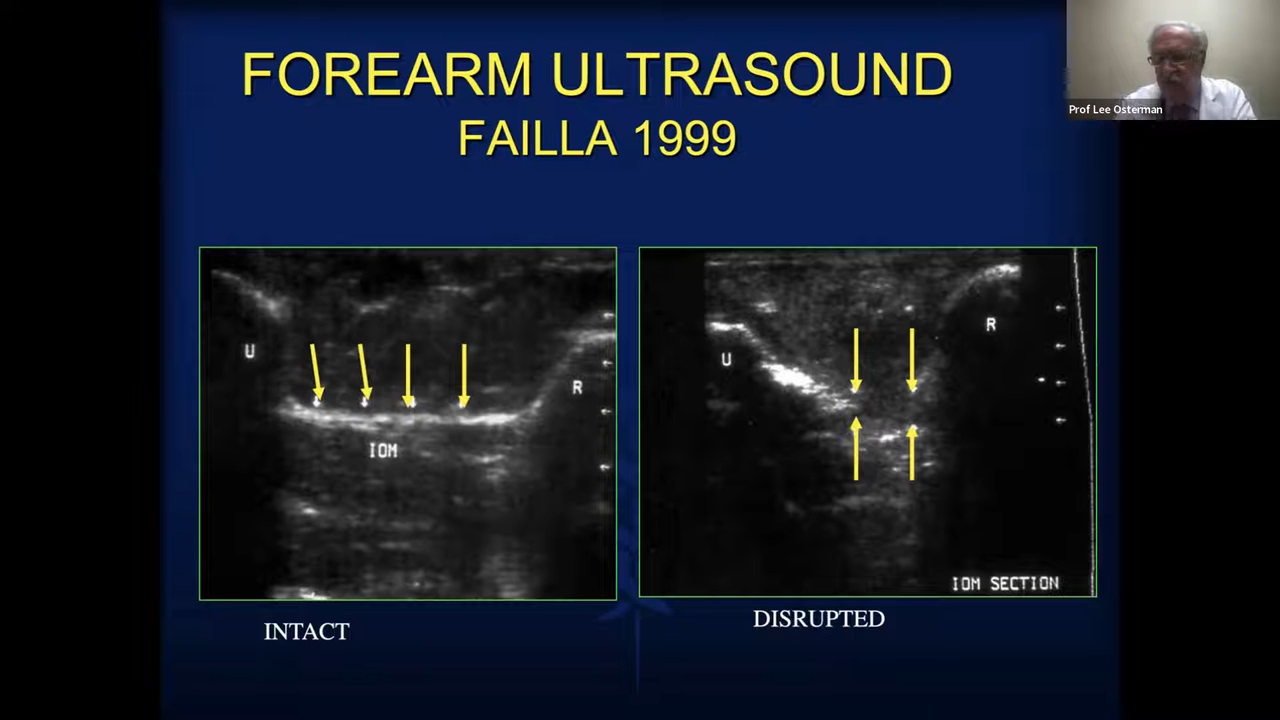 FOREARM ULTRASOUND
FAILLA 1999
Prof Lee Osterman
U
IOM
R
U
R
IOM SECTION
INTACT
DISRUPTED